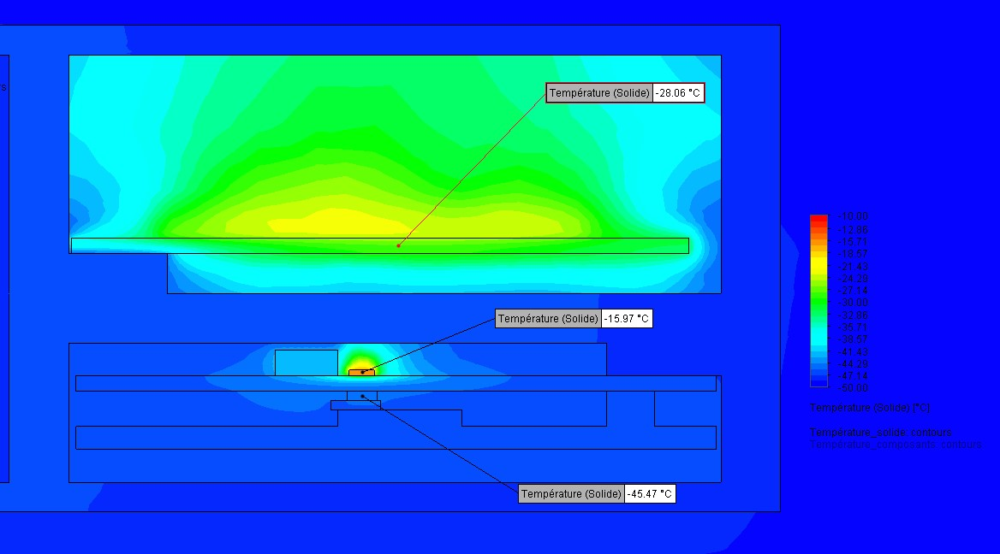 s
Température (Solide) -28.06 °C
-10.00
-12.86
-15.71
-18.57
-21.43
-24.29
-27.14
-30.00
-32.86
-35.71
-38.57
-41.43
-44.29
-47.14
-50.00
Température (Solide) -15.97 °C
Température (Solide) [°C]
Température_solide: contours
Température_composants: contours
Température (Solide) -45.47 °C